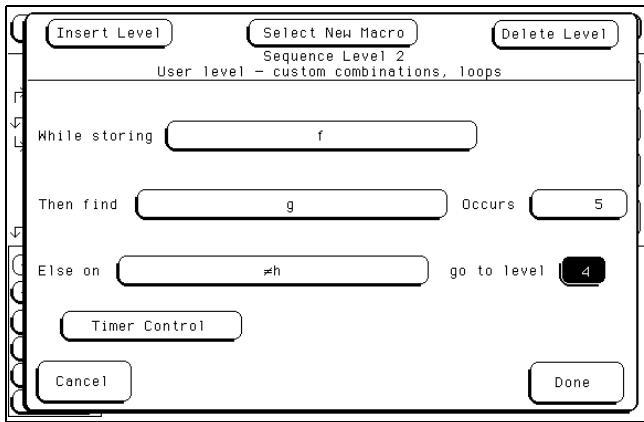 Insert Level Select New Macro Delete Level
Sequence Level 2
User level – custom combinations, loops
While storing f
Then find g Occurs 5
Else on ≠h go to level 4
Timer Control
Cancel Done